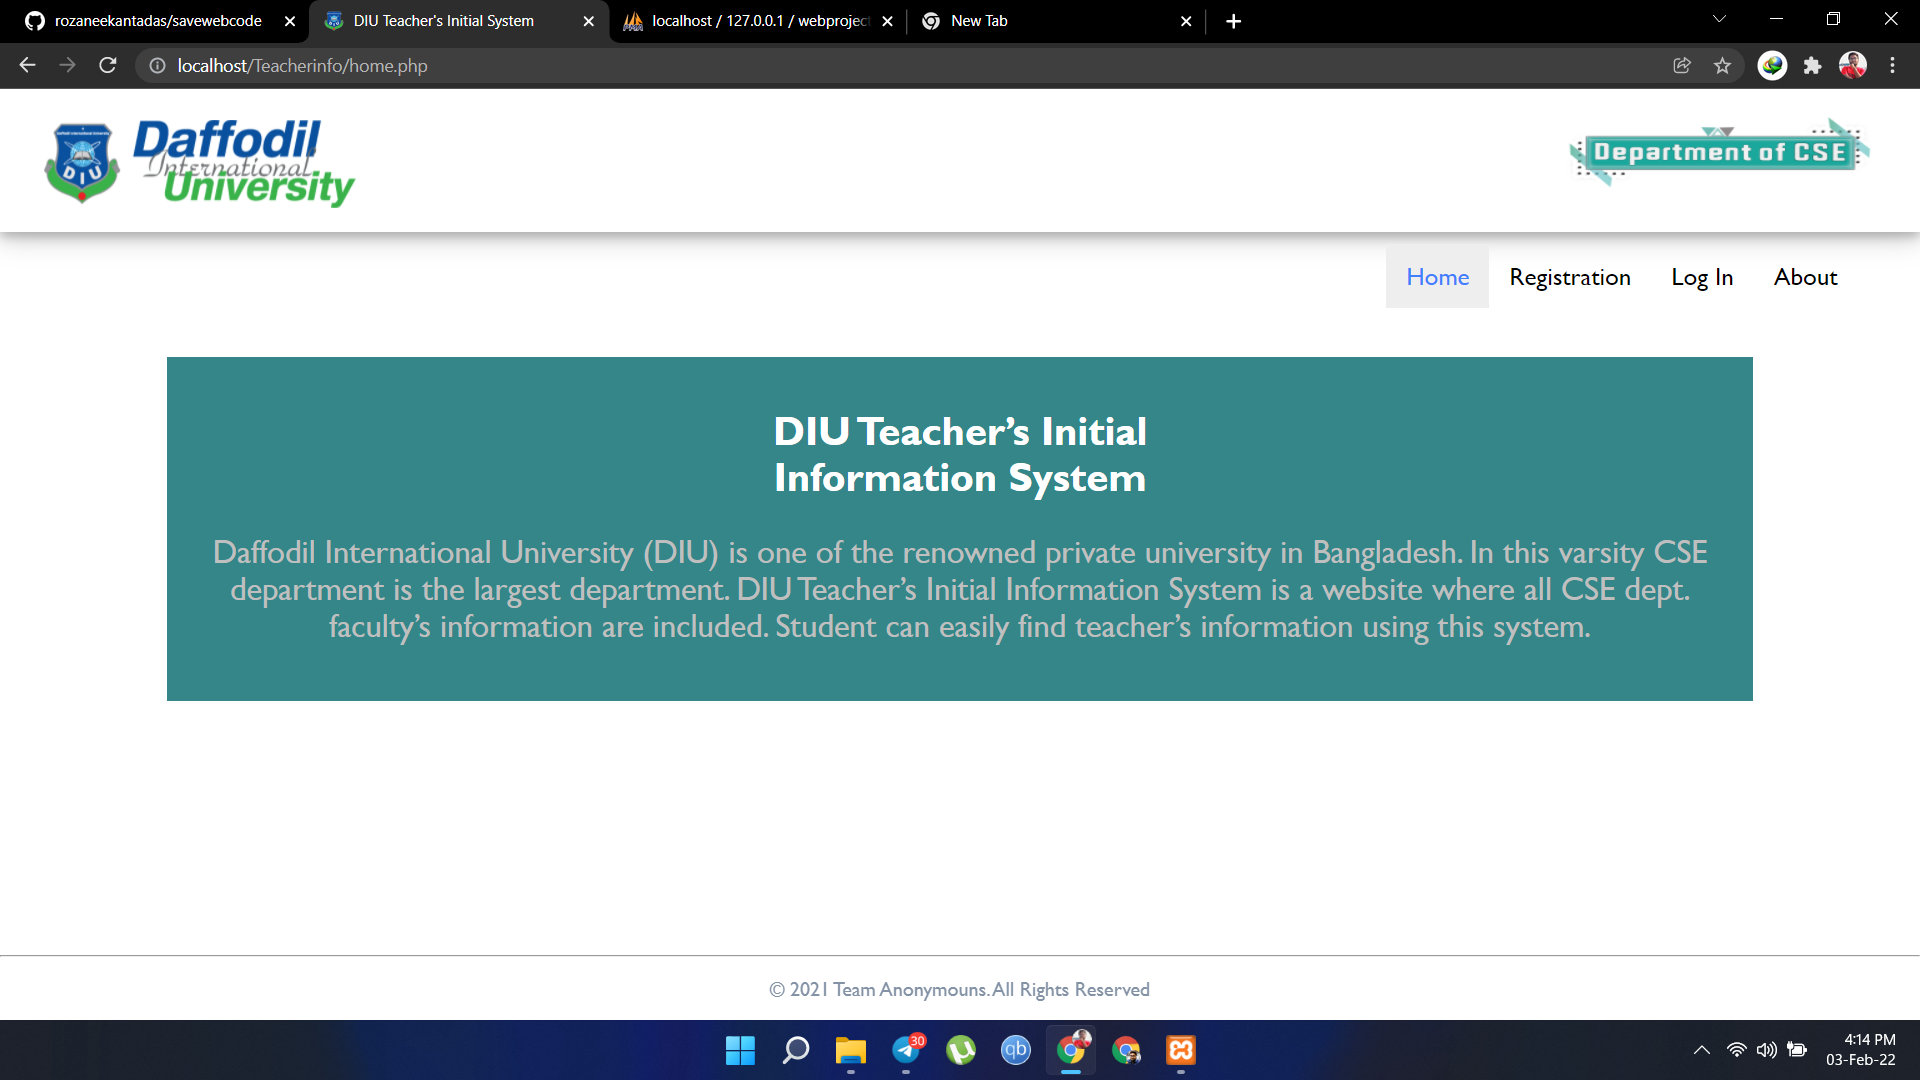 rozaneekantadas/savewebcode
DIU Teacher's Initial System
localhost / 127.0.0.1 / webproject
New Tab
localhost/Teacherinfo/home.php
DIU
Daffodil
International
University
Department of CSE
Home
Registration
Log In
About
DIU Teacher’s Initial
Information System
Daffodil International University (DIU) is one of the renowned private university in Bangladesh. In this varsity CSE
department is the largest department. DIU Teacher’s Initial Information System is a website where all CSE dept.
faculty’s information are included. Student can easily find teacher’s information using this system.
© 2021 Team Anonymouns. All Rights Reserved
30
qb
4:14 PM
03-Feb-22